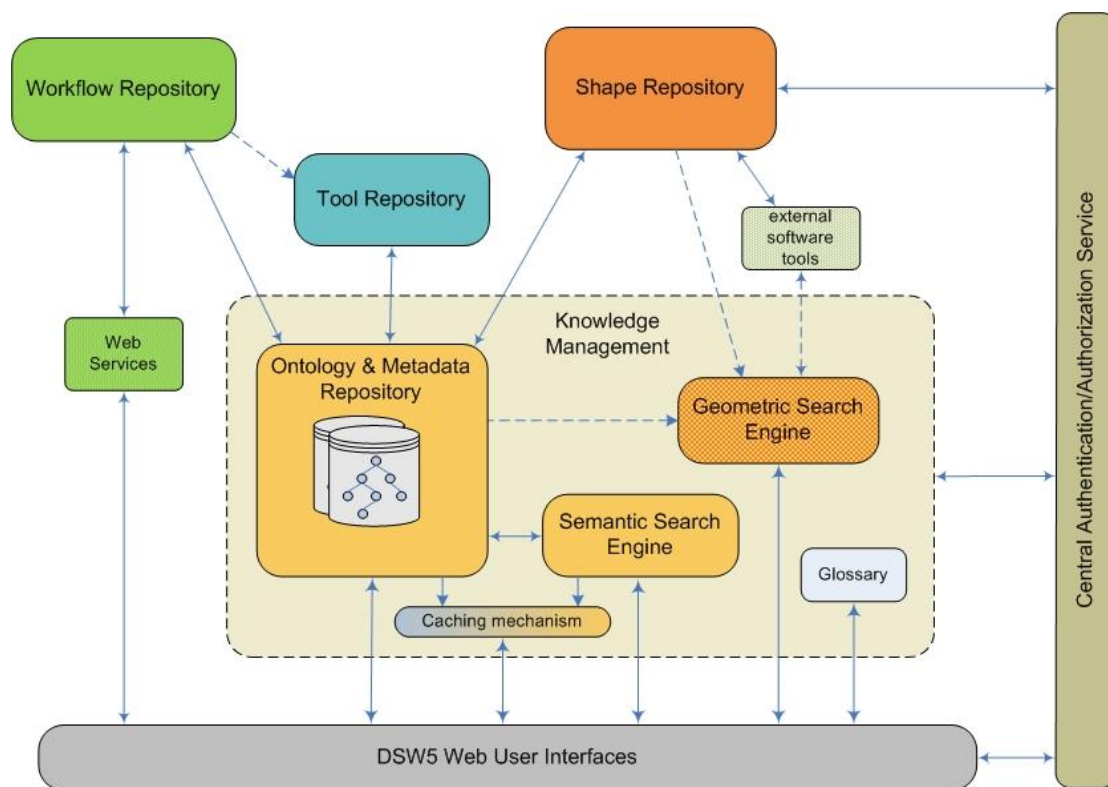 Workflow Repository
Shape Repository
Tool Repository
external
software
tools
Central Authentication/Authorization Service
Knowledge
Management
Web
Services
Ontology & Metadata
Repository
Geometric Search
Engine
Semantic Search
Engine
Glossary
Caching mechanism
DSW5 Web User Interfaces